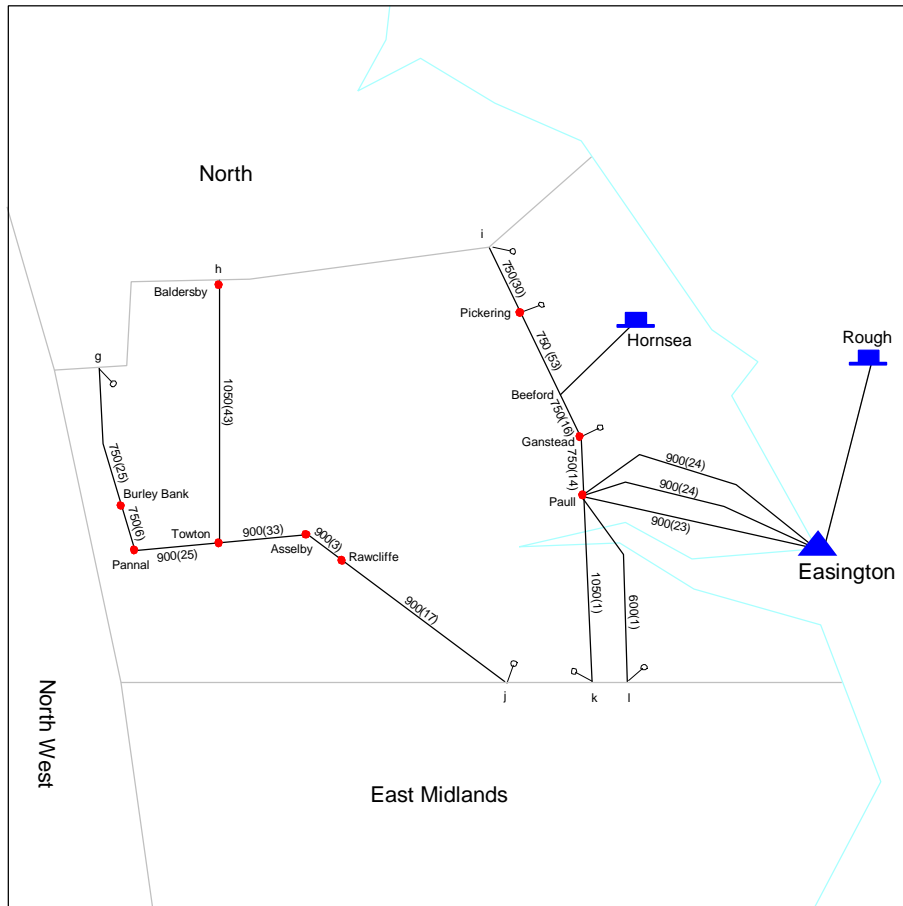 North
Rough
Hornsea
i
750(30)
h
Baldersby
Pickering
750 (53)
g
Beeford
750(16)
1050(43)
Ganstead
750(14)
900(24)
900(24)
900(23)
Paull
750(25)
Burley Bank
750(6)
Pannal
900(25)
Towton
900(33)
Asselby
900(3)
Rawcliffe
900(17)
Easington
1050(1)
600(1)
j
k
l
North West
East Midlands